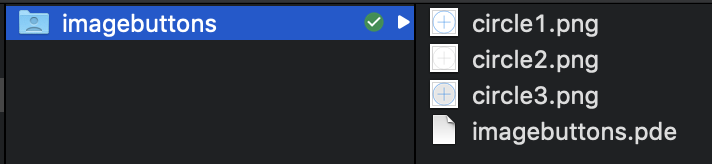 imagebuttons
circle1.png
circle2.png
circle3.png
imagebuttons.pde